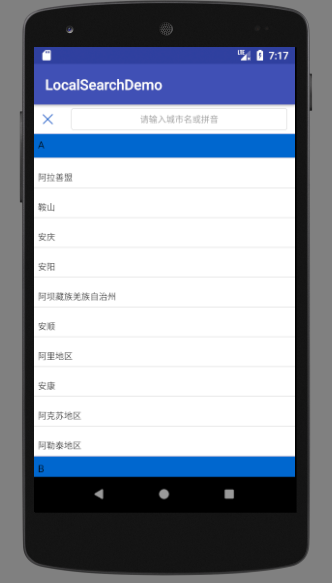 LTE 7:17
LocalSearchDemo
请输入城市名或拼音
A
阿拉善盟
鞍山
安庆
安阳
阿坝藏族羌族自治州
安顺
阿里地区
安康
阿克苏地区
阿勒泰地区
B